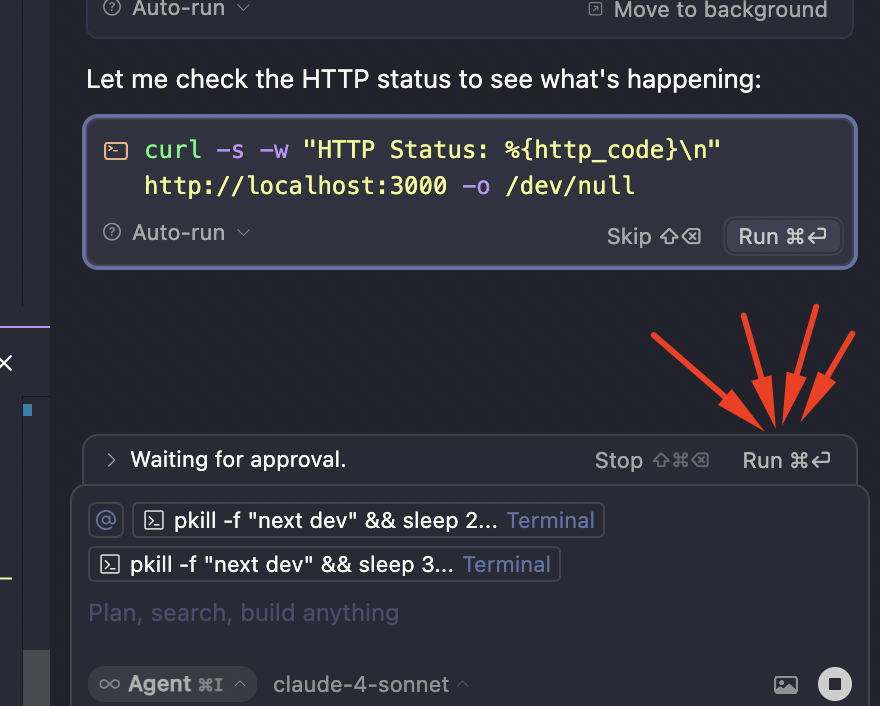 Auto-run Move to background
Let me check the HTTP status to see what's happening:
curl -s -w "HTTP Status: %{http_code}\n"
http://localhost:3000 -o /dev/null
Auto-run Skip ⇧⌫ Run ⌘⏎
Waiting for approval. Stop ⇧⌘⌫ Run ⌘⏎
@ pkill -f "next dev" && sleep 2... Terminal
pkill -f "next dev" && sleep 3... Terminal
Plan, search, build anything
∞ Agent ⌘I claude-4-sonnet